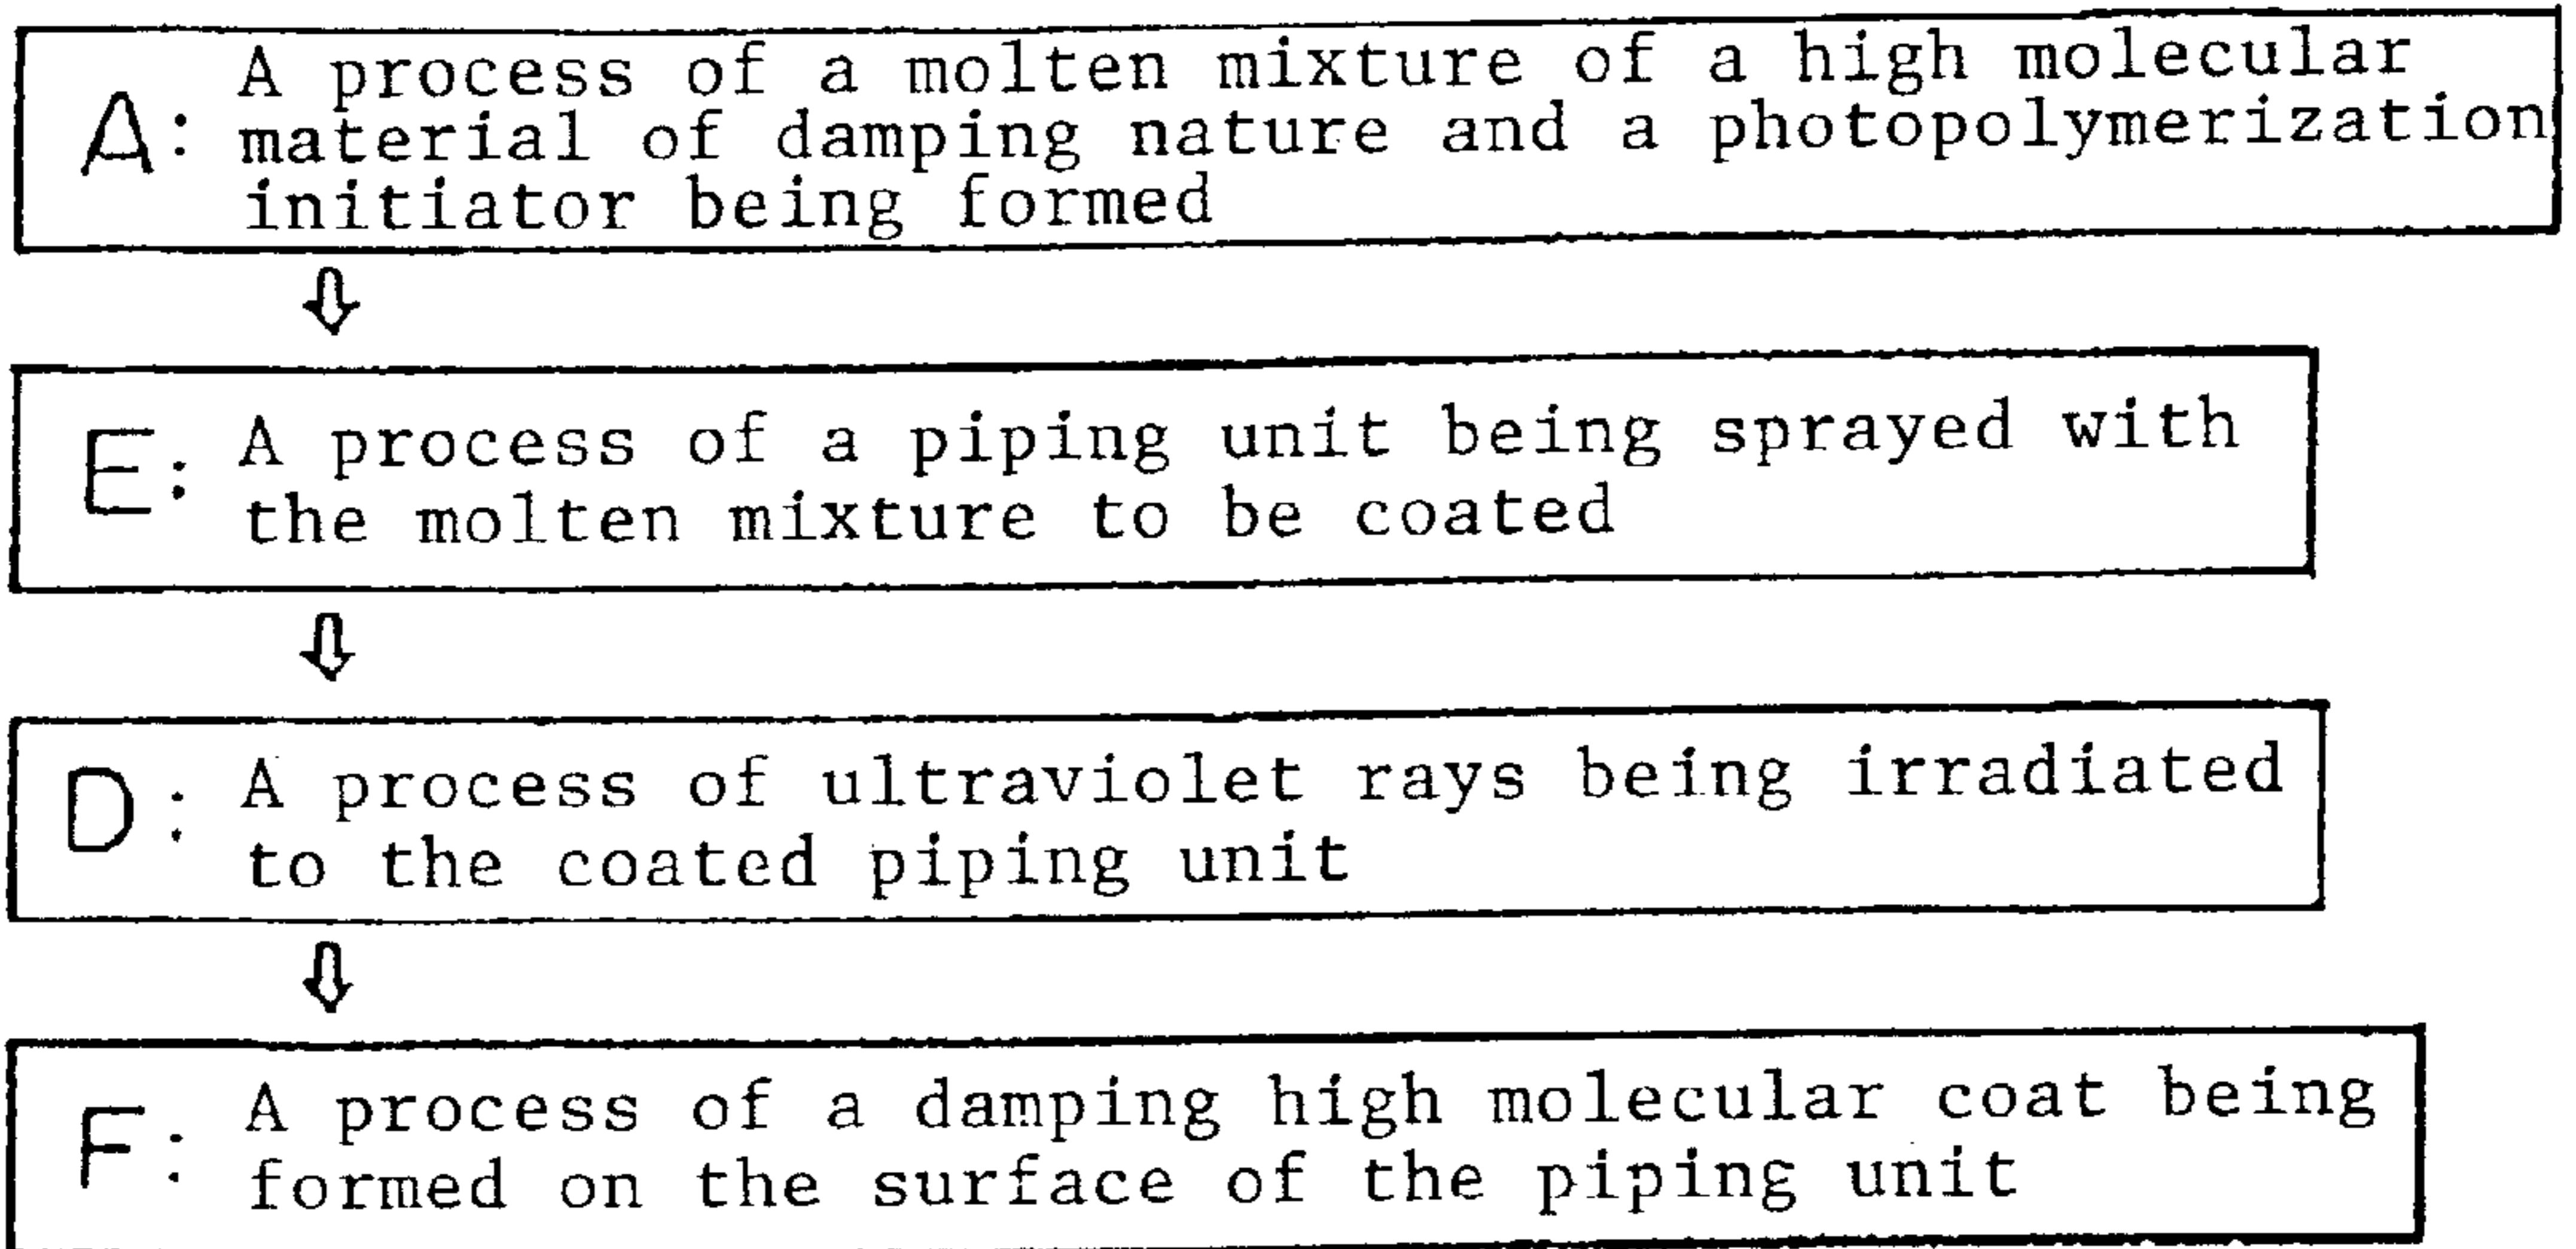 A: A process of a molten mixture of a high molecular
material of damping nature and a photopolymerization
initiator being formed
E: A process of a piping unit being sprayed with
the molten mixture to be coated
D: A process of ultraviolet rays being irradiated
to the coated piping unit
F: A process of a damping high molecular coat being
formed on the surface of the piping unit